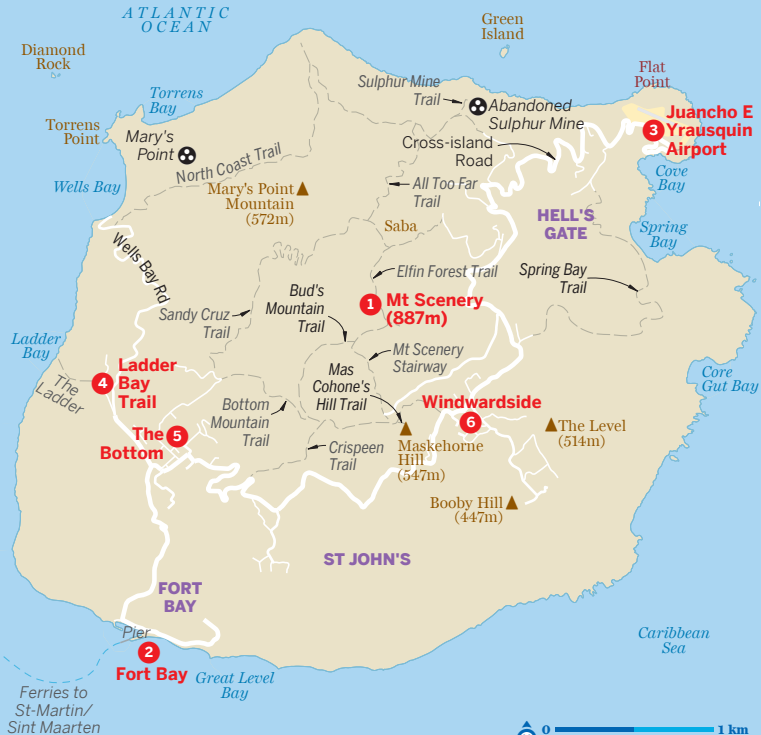 ATLANTIC
OCEAN
Green
Island
Diamond
Rock
Flat
Point
Sulphur Mine
Trail
Torrens
Bay
Abandoned
Sulphur Mine
3
Juancho E
Yrausquin
Airport
Torrens
Point
Mary's
Point
Cross-island
Road
North Coast Trail
Cove
Bay
Wells Bay
Mary's Point
Mountain
(572m)
All Too Far
Trail
HELL'S
GATE
Saba
Spring
Bay
Wells Bay Rd
Elfin Forest Trail
Spring Bay
Trail
Bud's
Mountain
Trail
1
Mt Scenery
(887m)
Sandy Cruz
Trail
Ladder
Bay
Mt Scenery
Stairway
4
Ladder
Bay
Trail
The
Ladder
Mas
Cohone's
Hill Trail
Core
Gut Bay
Windwardside
6
Bottom
Mountain
Trail
The
Bottom
5
The Level
(514m)
Crispeen
Trail
Maskehorne
Hill
(547m)
Booby Hill
(447m)
ST JOHN'S
FORT
BAY
Pier
2
Fort Bay
Great Level
Bay
Caribbean
Sea
Ferries to
St-Martin/
Sint Maarten
0 1 km